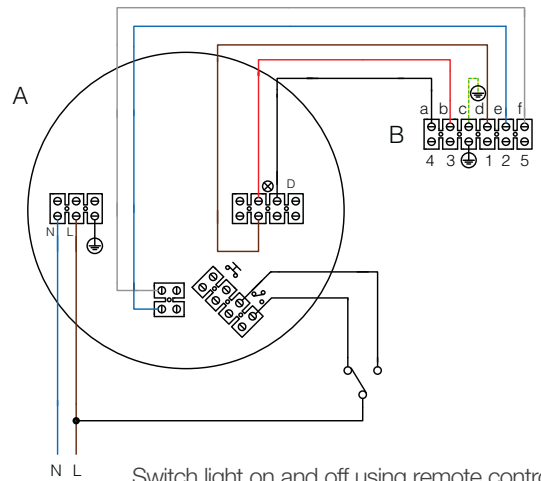 A
a b c d e f
B
4 3 1 2 5
D
N L
N L
Switch light on and off using remote contro